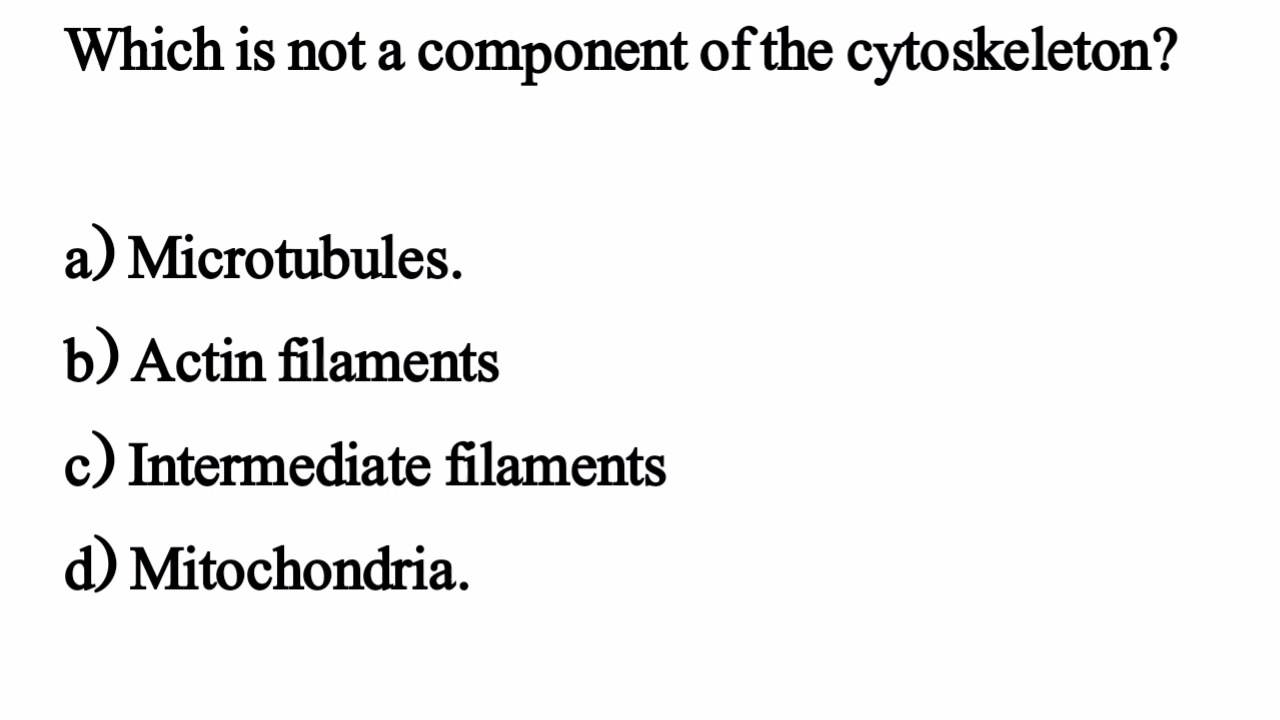 Which is not a component of the cytoskeleton?
a) Microtubules.
b) Actin filaments
c) Intermediate filaments
d) Mitochondria.